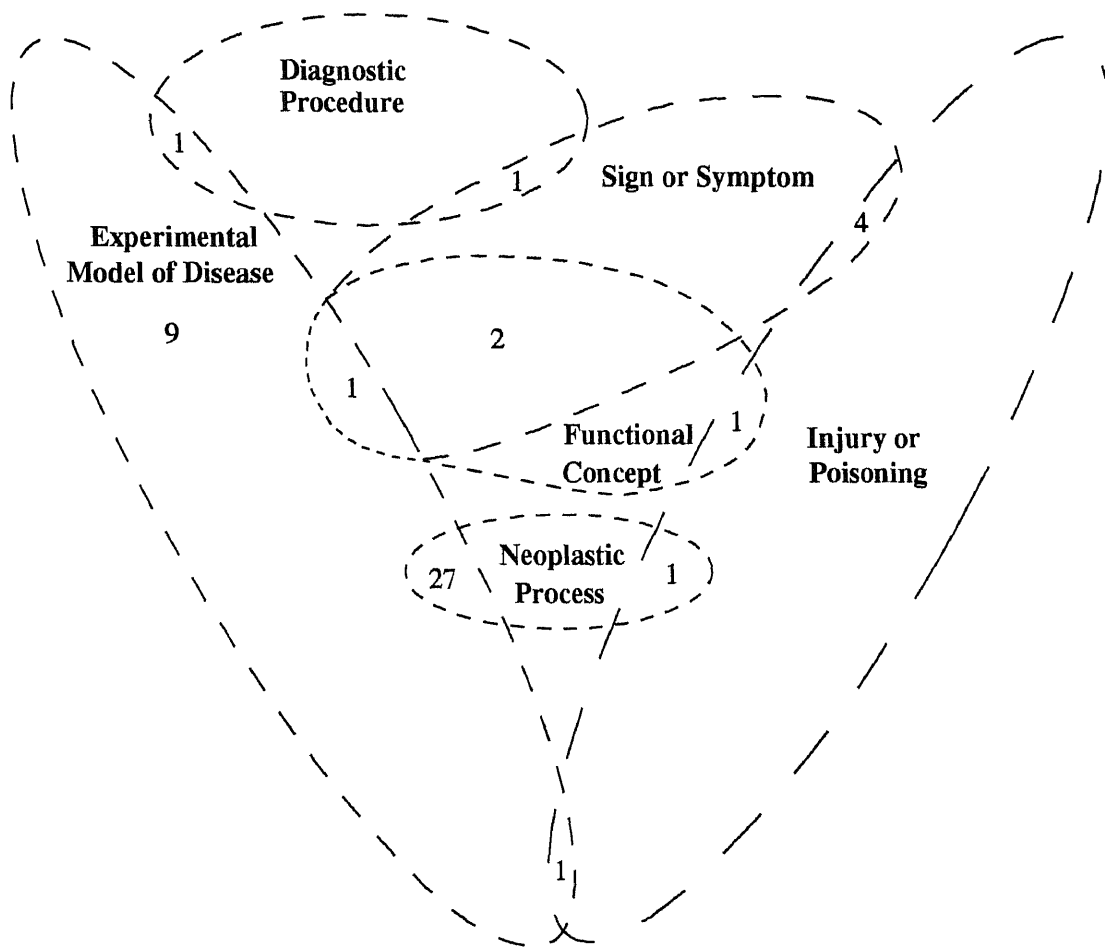 Diagnostic
Procedure
1
1
Sign or Symptom
4
Experimental
Model of Disease
9
2
1
1
Functional
Concept
Injury or
Poisoning
27
Neoplastic
Process
1
1